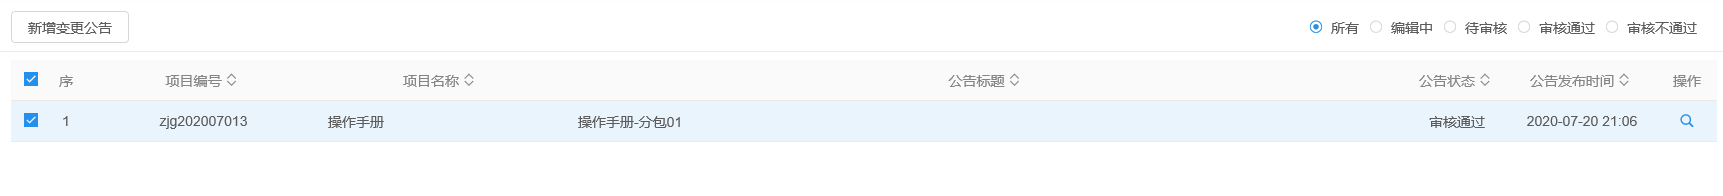 新增变更公告 所有 编辑中 待审核 审核通过 审核不通过
序 项目编号 项目名称 公告标题 公告状态 公告发布时间 操作
1 zjg202007013 操作手册 操作手册-分包01 审核通过 2020-07-20 21:06